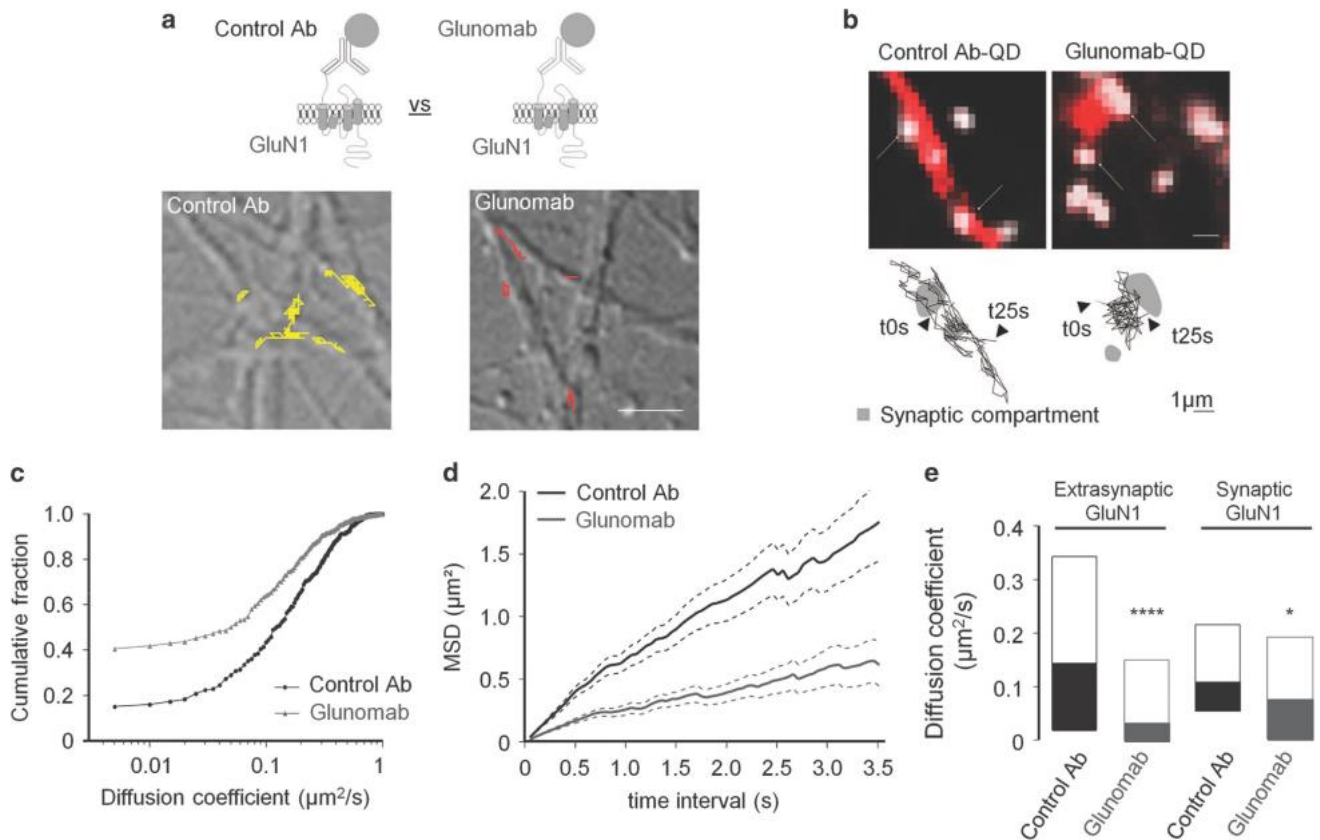 a
Control Ab
Glunomab
vs
GluN1
GluN1
Control Ab
Glunomab
b
Control Ab-QD
Glunomab-QD
t0s
t25s
t0s
t25s
Synaptic compartment
1µm
c
Cumulative fraction
1.0
0.8
0.6
0.4
0.2
0
Control Ab
Glunomab
0.01
0.1
1
Diffusion coefficient (µm²/s)
d
MSD (µm²)
2.0
1.5
1.0
0.5
0
Control Ab
Glunomab
0
0.5
1.0
1.5
2.0
2.5
3.0
3.5
time interval (s)
e
Extrasynaptic
GluN1
Synaptic
GluN1
Diffusion coefficient
(µm²/s)
0.4
0.3
0.2
0.1
0
****
*
Control Ab
Glunomab
Control Ab
Glunomab